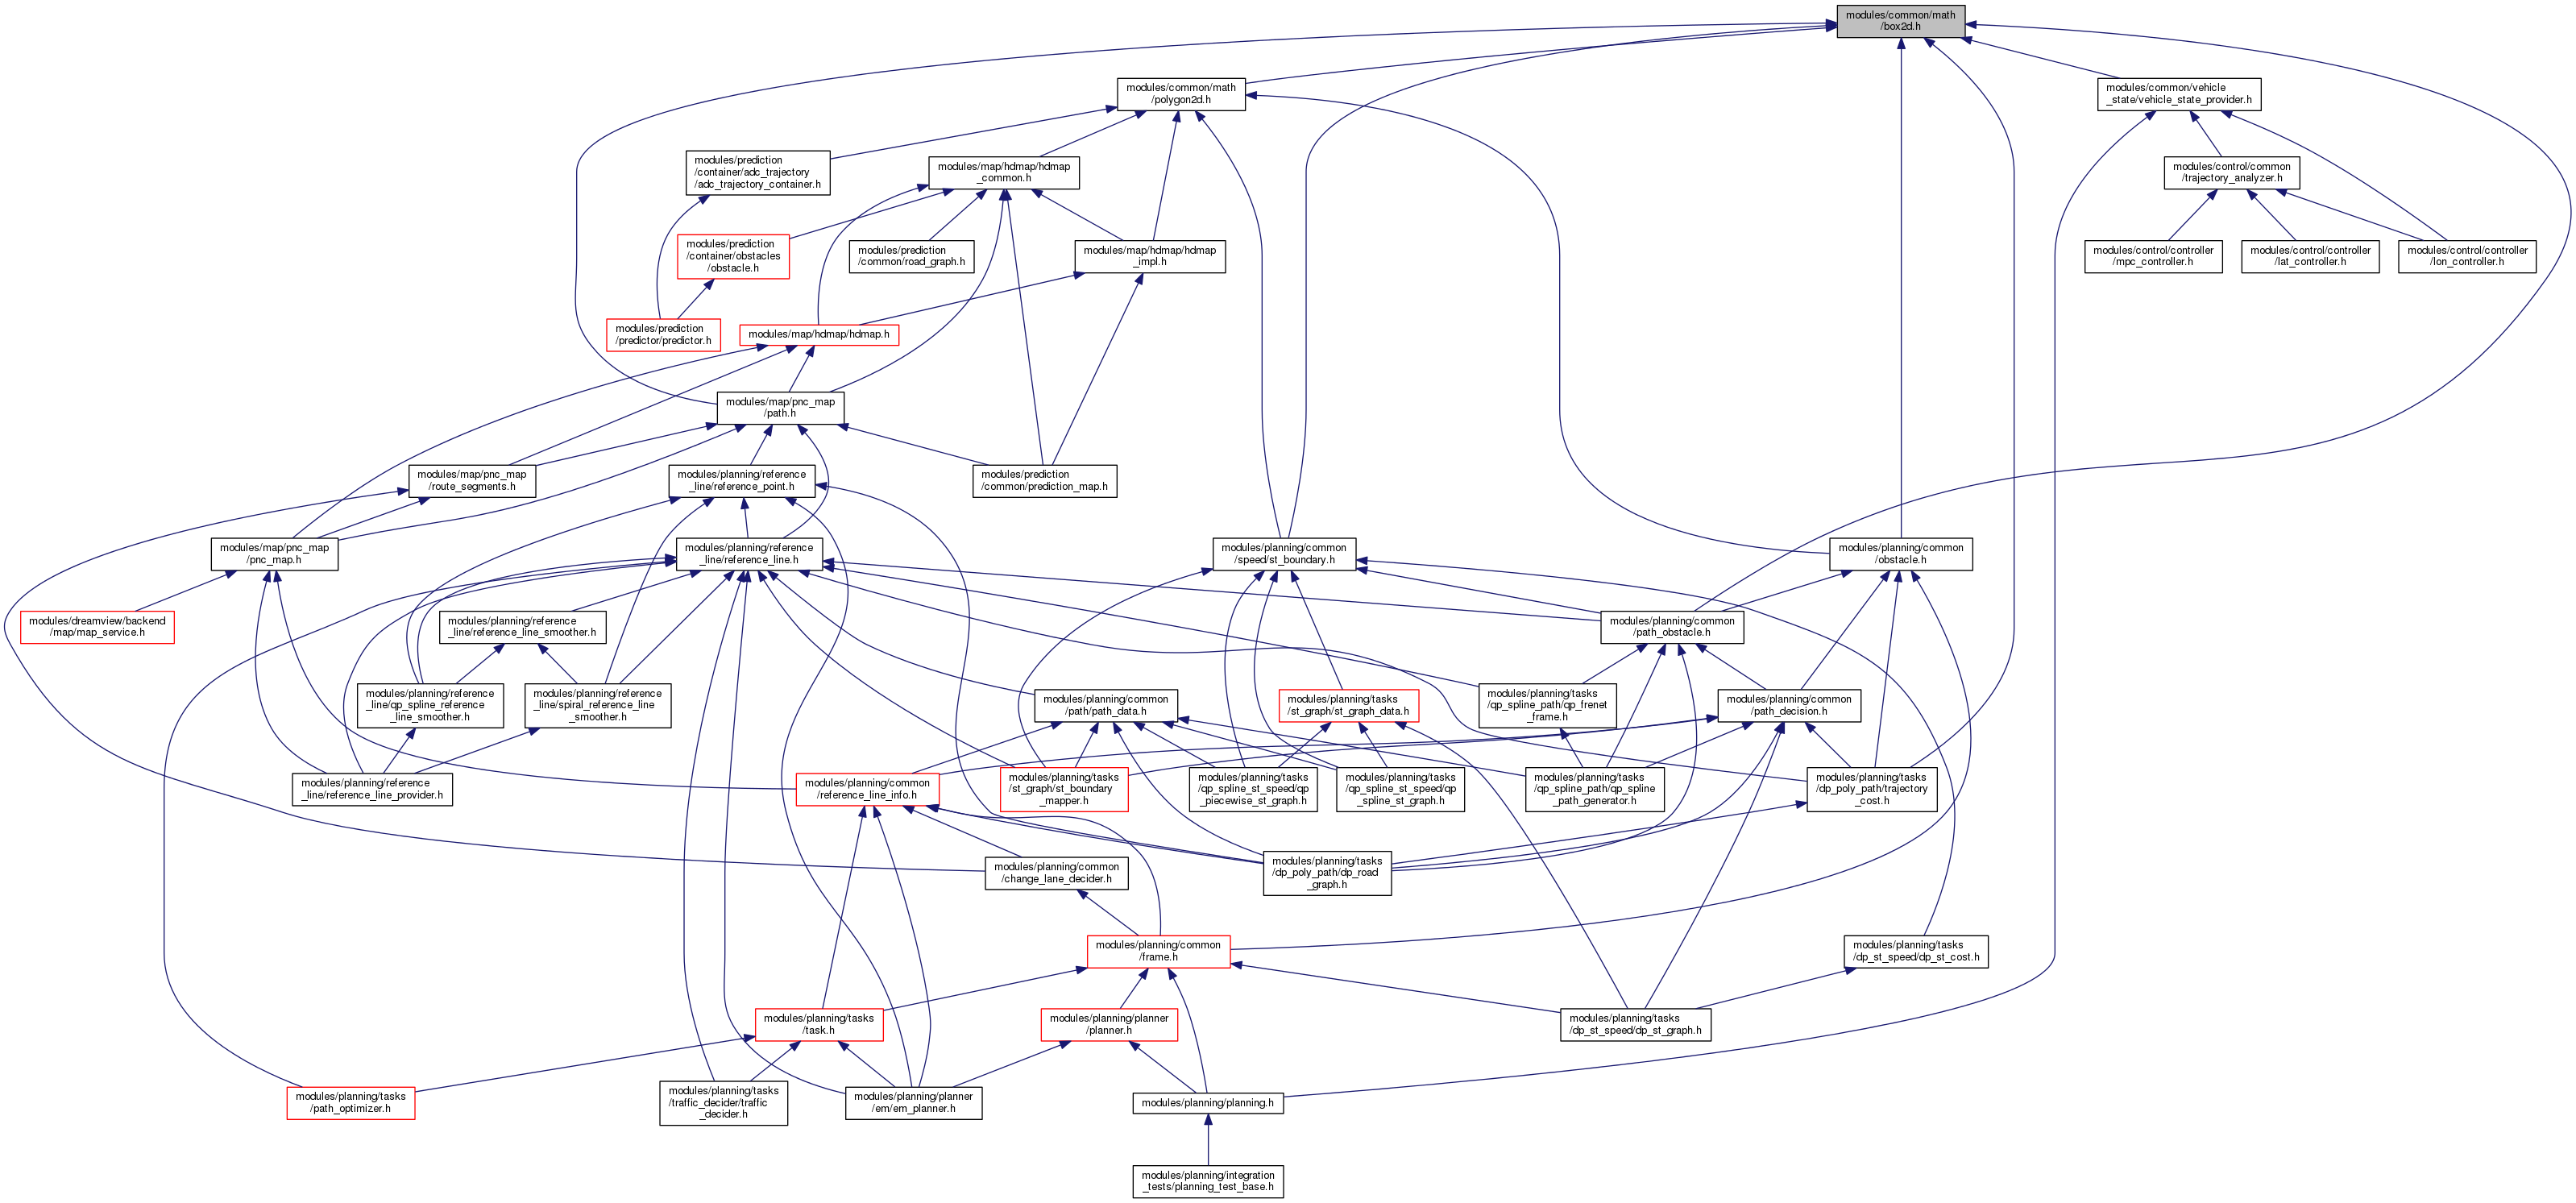 modules/common/math
/box2d.h
modules/common/math
/polygon2d.h
modules/common/vehicle
_state/vehicle_state_provider.h
modules/prediction
/container/adc_trajectory
/adc_trajectory_container.h
modules/map/hdmap/hdmap
_common.h
modules/control/common
/trajectory_analyzer.h
modules/prediction
/container/obstacles
/obstacle.h
modules/prediction
/common/road_graph.h
modules/map/hdmap/hdmap
_impl.h
modules/control/controller
/mpc_controller.h
modules/control/controller
/lat_controller.h
modules/control/controller
/lon_controller.h
modules/prediction
/predictor/predictor.h
modules/map/hdmap/hdmap.h
modules/map/pnc_map
/path.h
modules/map/pnc_map
/route_segments.h
modules/planning/reference
_line/reference_point.h
modules/prediction
/common/prediction_map.h
modules/map/pnc_map
/pnc_map.h
modules/planning/reference
_line/reference_line.h
modules/planning/common
/speed/st_boundary.h
modules/planning/common
/obstacle.h
modules/dreamview/backend
/map/map_service.h
modules/planning/reference
_line/reference_line_smoother.h
modules/planning/common
/path_obstacle.h
modules/planning/reference
_line/qp_spline_reference
_line_smoother.h
modules/planning/reference
_line/spiral_reference_line
_smoother.h
modules/planning/common
/path/path_data.h
modules/planning/tasks
/st_graph/st_graph_data.h
modules/planning/tasks
/qp_spline_path/qp_frenet
_frame.h
modules/planning/common
/path_decision.h
modules/planning/reference
_line/reference_line_provider.h
modules/planning/common
/reference_line_info.h
modules/planning/tasks
/st_graph/st_boundary
_mapper.h
modules/planning/tasks
/qp_spline_st_speed/qp
_piecewise_st_graph.h
modules/planning/tasks
/qp_spline_st_speed/qp
_spline_st_graph.h
modules/planning/tasks
/qp_spline_path/qp_spline
_path_generator.h
modules/planning/tasks
/dp_poly_path/trajectory
_cost.h
modules/planning/common
/change_lane_decider.h
modules/planning/tasks
/dp_poly_path/dp_road
_graph.h
modules/planning/common
/frame.h
modules/planning/tasks
/dp_st_speed/dp_st_cost.h
modules/planning/tasks
/task.h
modules/planning/planner
/planner.h
modules/planning/tasks
/dp_st_speed/dp_st_graph.h
modules/planning/tasks
/path_optimizer.h
modules/planning/tasks
/traffic_decider/traffic
_decider.h
modules/planning/planner
/em/em_planner.h
modules/planning/planning.h
modules/planning/integration
_tests/planning_test_base.h